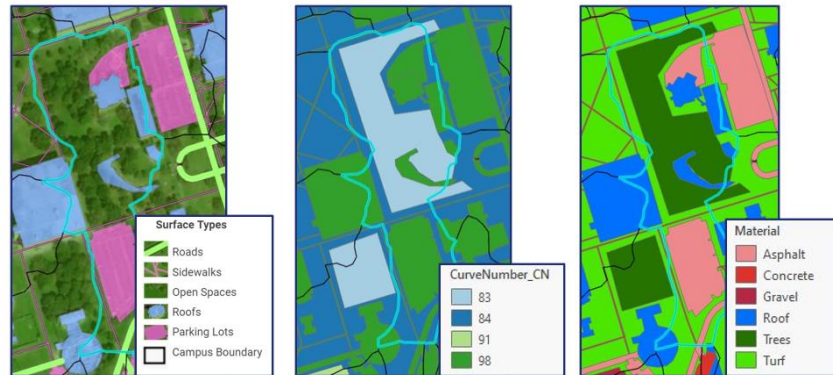 Surface Types
Roads
Sidewalks
Open Spaces
Roofs
Parking Lots
Campus Boundary
CurveNumber_CN
83
84
91
98
Material
Asphalt
Concrete
Gravel
Roof
Trees
Turf